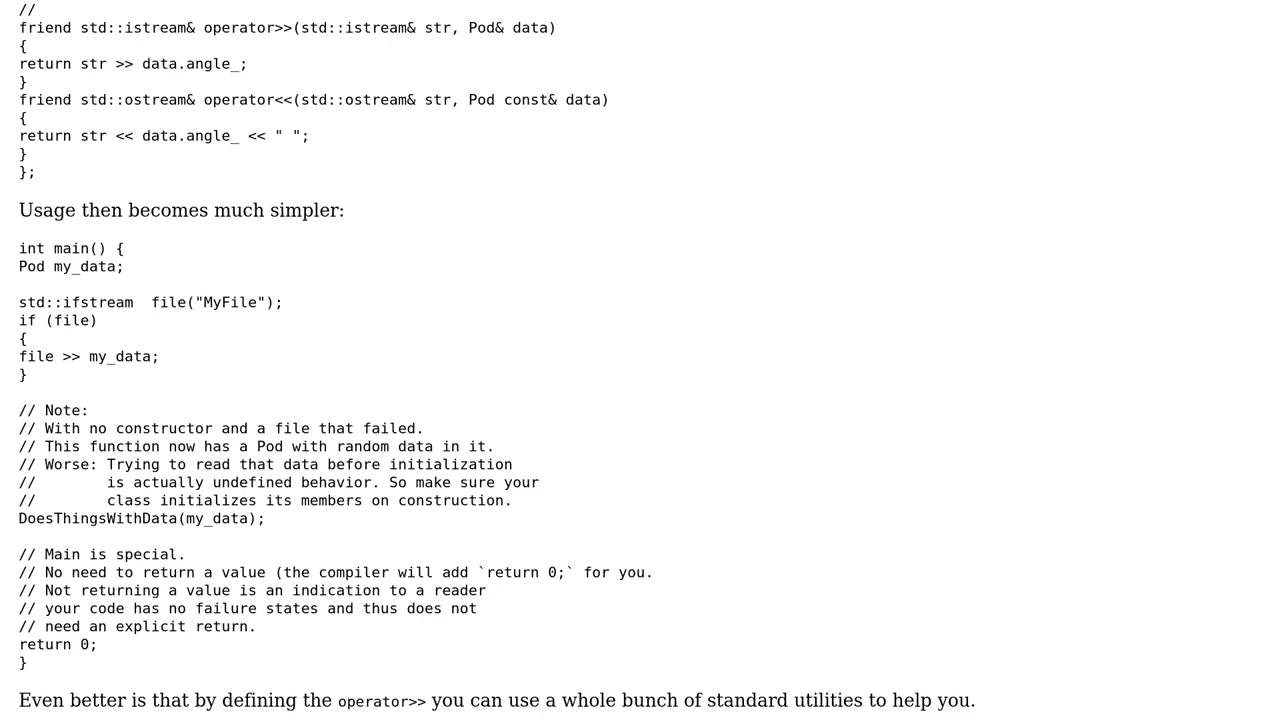 //
friend std::istream& operator>>(std::istream& str, Pod& data)
{
return str >> data.angle_;
}
friend std::ostream& operator<<(std::ostream& str, Pod const& data)
{
return str << data.angle_ << " ";
}
};
Usage then becomes much simpler:
int main() {
Pod my_data;
std::ifstream  file("MyFile");
if (file)
{
file >> my_data;
}
// Note:
// With no constructor and a file that failed.
// This function now has a Pod with random data in it.
// Worse: Trying to read that data before initialization
//        is actually undefined behavior. So make sure your
//        class initializes its members on construction.
DoesThingsWithData(my_data);
// Main is special.
// No need to return a value (the compiler will add `return 0;` for you.
// Not returning a value is an indication to a reader
// your code has no failure states and thus does not
// need an explicit return.
return 0;
}
Even better is that by defining the operator>> you can use a whole bunch of standard utilities to help you.